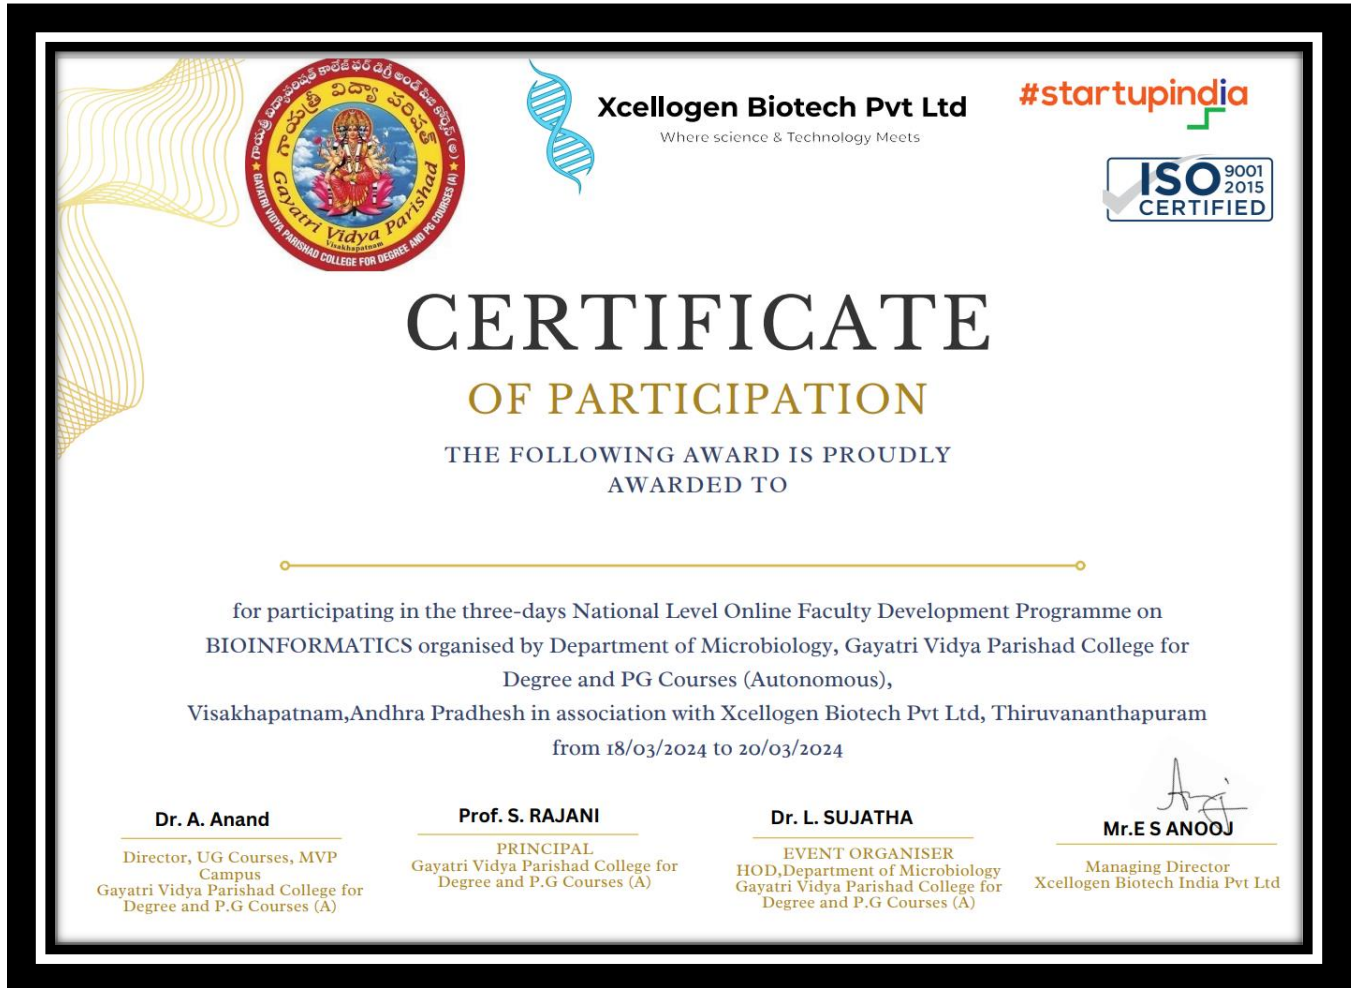 గాయత్రీ విద్యా పరిషత్ కాలేజ్ ఫర్ డిగ్రీ అండ్ పిజి కోర్సెస్ (అ)
గాయత్రీ విద్యా పరిషత్
Gayatri Vidya Parishad
Visakhapatnam
GAYATRI VIDYA PARISHAD COLLEGE FOR DEGREE AND PG COURSES (A)
Xcellogen Biotech Pvt Ltd
Where science & Technology Meets
#startupindia
ISO 9001 2015
CERTIFIED
CERTIFICATE
OF PARTICIPATION
THE FOLLOWING AWARD IS PROUDLY
AWARDED TO
for participating in the three-days National Level Online Faculty Development Programme on
BIOINFORMATICS organised by Department of Microbiology, Gayatri Vidya Parishad College for
Degree and PG Courses (Autonomous),
Visakhapatnam,Andhra Pradhesh in association with Xcellogen Biotech Pvt Ltd, Thiruvananthapuram
from 18/03/2024 to 20/03/2024
Dr. A. Anand
Director, UG Courses, MVP
Campus
Gayatri Vidya Parishad College for
Degree and P.G Courses (A)
Prof. S. RAJANI
PRINCIPAL
Gayatri Vidya Parishad College for
Degree and P.G Courses (A)
Dr. L. SUJATHA
EVENT ORGANISER
HOD,Department of Microbiology
Gayatri Vidya Parishad College for
Degree and P.G Courses (A)
Mr.E S ANOOJ
Managing Director
Xcellogen Biotech India Pvt Ltd